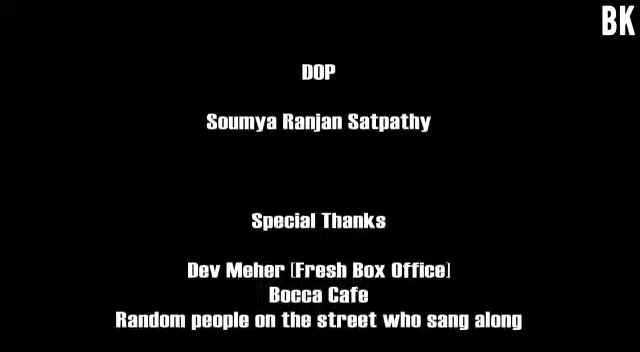 BK
DOP
Soumya Ranjan Satpathy
Special Thanks
Dev Meher (Fresh Box Office)
Bocca Cafe
Random people on the street who sang along